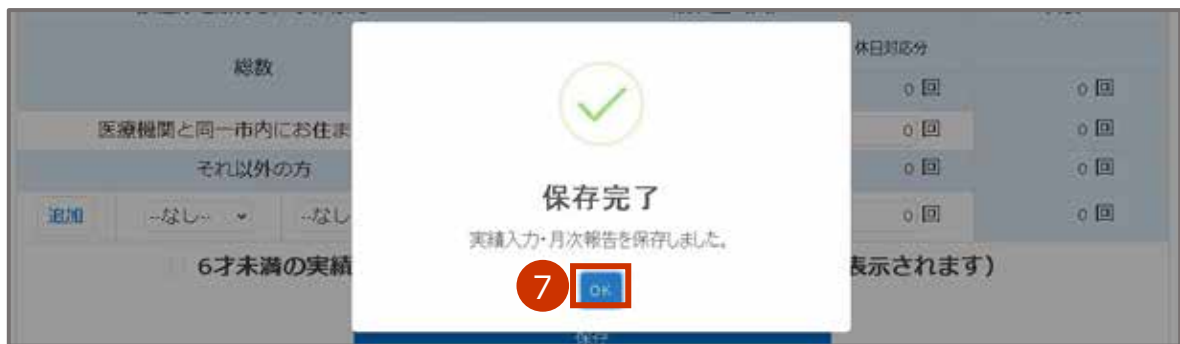 総数
休日対応分
0 回 0 回
医療機関と同一市内にお住ま 0 回 0 回
それ以外の方 0 回 0 回
追加 --なし-- --なし 0 回 0 回
6才未満の実績 表示されます)
保存完了
実績入力・月次報告を保存しました。
7 OK
保存